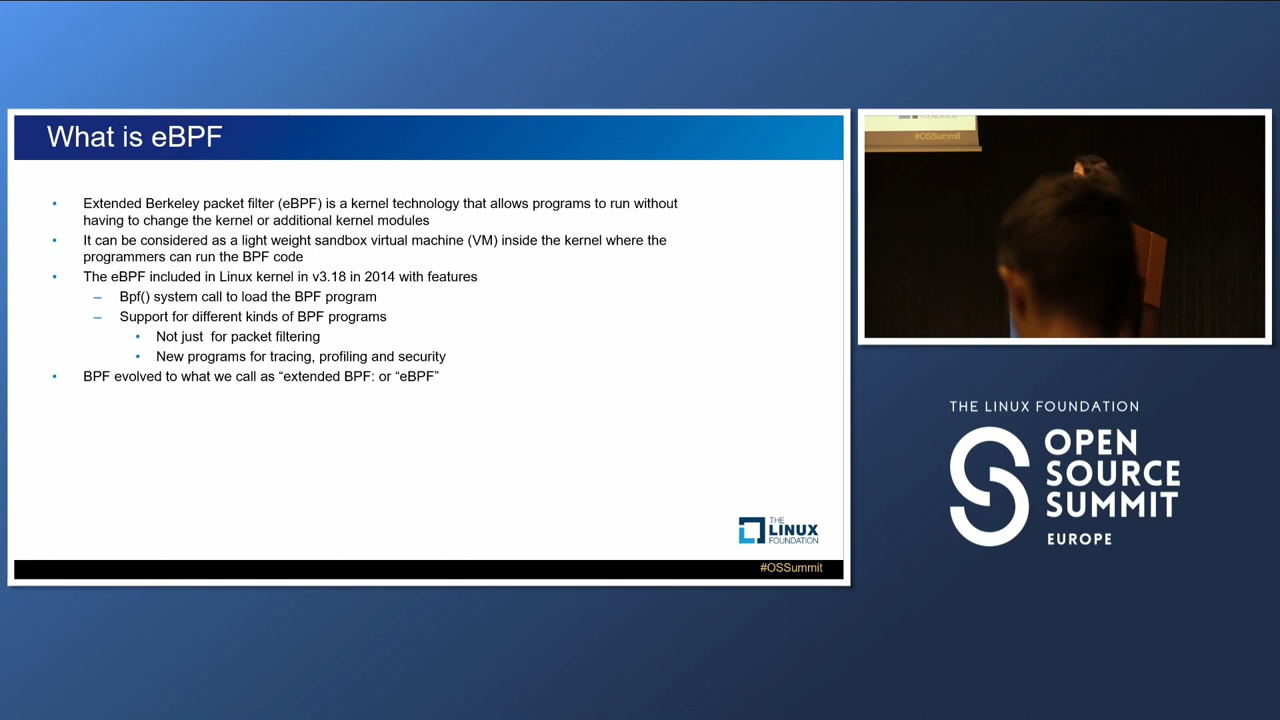 What is eBPF
• Extended Berkeley packet filter (eBPF) is a kernel technology that allows programs to run without
having to change the kernel or additional kernel modules
• It can be considered as a light weight sandbox virtual machine (VM) inside the kernel where the
programmers can run the BPF code
• The eBPF included in Linux kernel in v3.18 in 2014 with features
– Bpf() system call to load the BPF program
– Support for different kinds of BPF programs
• Not just  for packet filtering
• New programs for tracing, profiling and security
• BPF evolved to what we call as “extended BPF: or “eBPF”
THE
LINUX
FOUNDATION
#OSSummit
FOUNDATION
#OSSummit
THE LINUX FOUNDATION
OPEN
SOURCE
SUMMIT
EUROPE